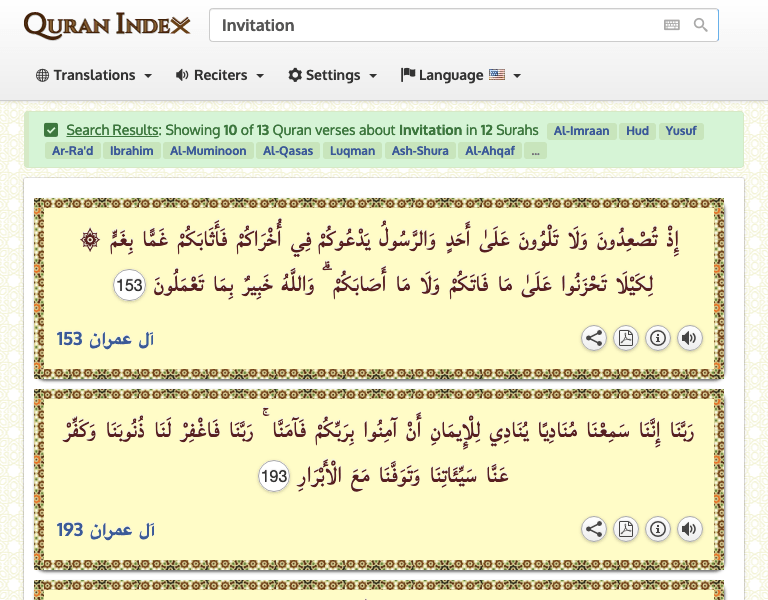 QURAN INDEX
Invitation
Translations Reciters Settings Language
Search Results: Showing 10 of 13 Quran verses about Invitation in 12 Surahs Al-Imraan Hud Yusuf
Ar-Ra'd Ibrahim Al-Muminoon Al-Qasas Luqman Ash-Shura Al-Ahqaf ...
۞ إِذْ تُصْعِدُونَ وَلَا تَلْوُونَ عَلَىٰ أَحَدٍ وَالرَّسُولُ يَدْعُوكُمْ فِي أُخْرَاكُمْ فَأَثَابَكُمْ غَمًّا بِغَمٍّ
لِكَيْلَا تَحْزَنُوا عَلَىٰ مَا فَاتَكُمْ وَلَا مَا أَصَابَكُمْ ۗ وَاللَّهُ خَبِيرٌ بِمَا تَعْمَلُونَ 153
آل عمران 153
رَبَّنَا إِنَّنَا سَمِعْنَا مُنَادِيًا يُنَادِي لِلْإِيمَانِ أَنْ آمِنُوا بِرَبِّكُمْ فَآمَنَّا ۚ رَبَّنَا فَاغْفِرْ لَنَا ذُنُوبَنَا وَكَفِّرْ
عَنَّا سَيِّئَاتِنَا وَتَوَفَّنَا مَعَ الْأَبْرَارِ 193
آل عمران 193